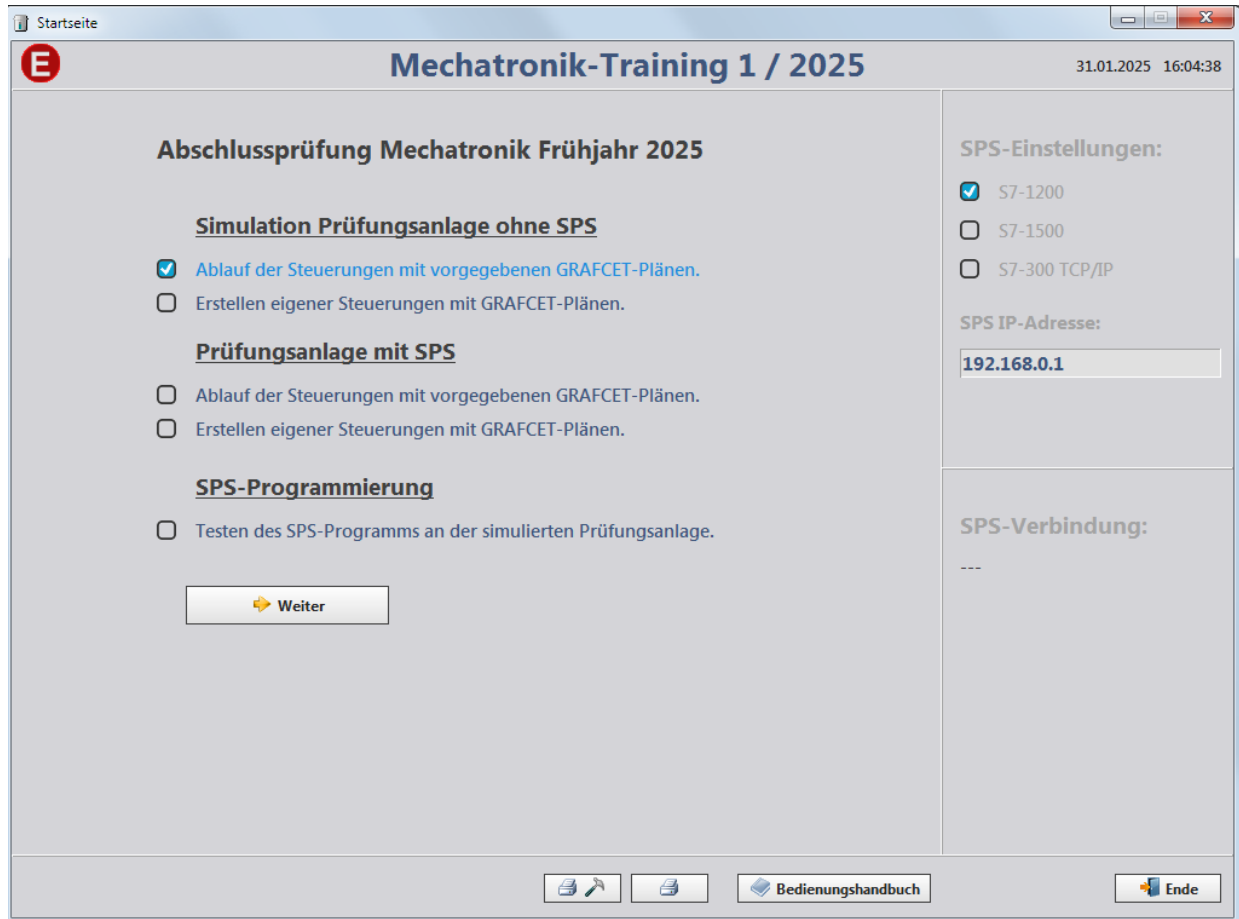 Startseite
E
Mechatronik-Training 1 / 2025
31.01.2025 16:04:38
Abschlussprüfung Mechatronik Frühjahr 2025
Simulation Prüfungsanlage ohne SPS
Ablauf der Steuerungen mit vorgegebenen GRAFCET-Plänen.
Erstellen eigener Steuerungen mit GRAFCET-Plänen.
Prüfungsanlage mit SPS
Ablauf der Steuerungen mit vorgegebenen GRAFCET-Plänen.
Erstellen eigener Steuerungen mit GRAFCET-Plänen.
SPS-Programmierung
Testen des SPS-Programms an der simulierten Prüfungsanlage.
Weiter
SPS-Einstellungen:
S7-1200
S7-1500
S7-300 TCP/IP
SPS IP-Adresse:
192.168.0.1
SPS-Verbindung:
---
Bedienungshandbuch
Ende